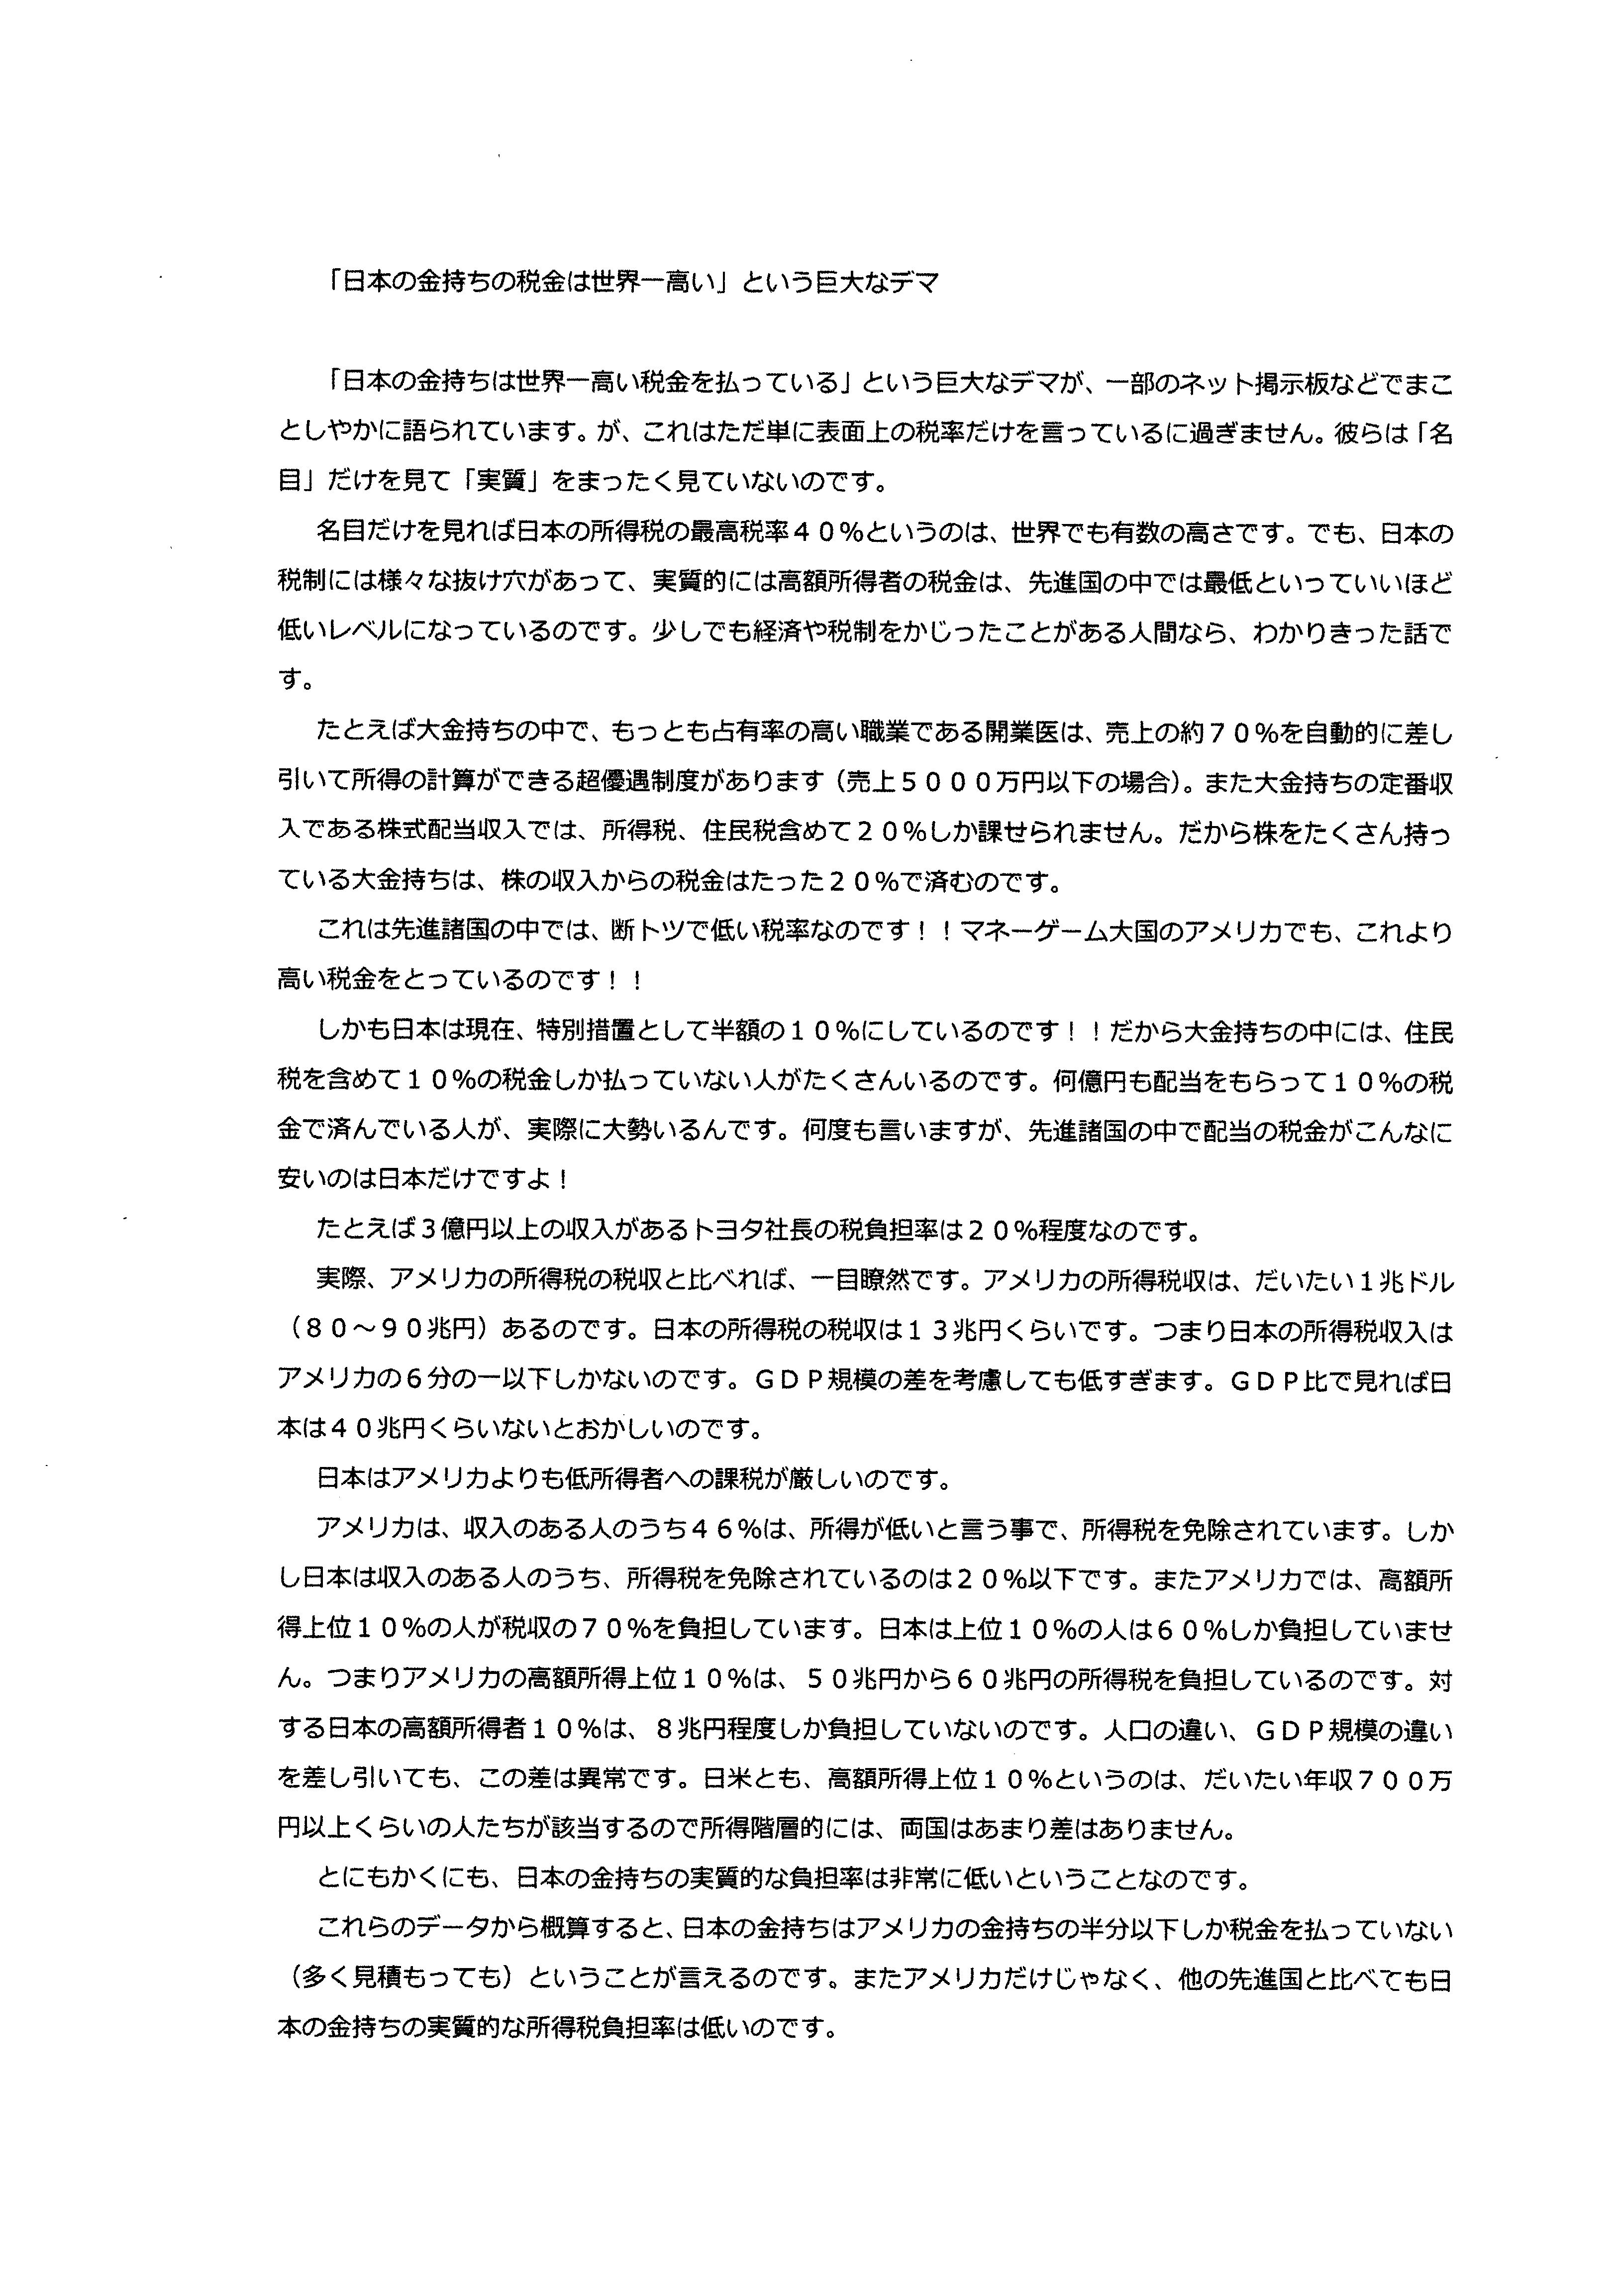 「日本の金持ちの税金は世界一高い」という巨大なデマ
「日本の金持ちは世界一高い税金を払っている」という巨大なデマが、一部のネット掲示板などでまこ
としやかに語られています。が、これはただ単に表面上の税率だけを言っているに過ぎません。彼らは「名
目」だけを見て「実質」をまったく見ていないのです。
名目だけを見れば日本の所得税の最高税率４０％というのは、世界でも有数の高さです。でも、日本の
税制には様々な抜け穴があって、実質的には高額所得者の税金は、先進国の中では最低といっていいほど
低いレベルになっているのです。少しでも経済や税制をかじったことがある人間なら、わかりきった話で
す。
たとえば大金持ちの中で、もっとも占有率の高い職業である開業医は、売上の約７０％を自動的に差し
引いて所得の計算ができる超優遇制度があります（売上５０００万円以下の場合）。また大金持ちの定番収
入である株式配当収入では、所得税、住民税含めて２０％しか課せられません。だから株をたくさん持っ
ている大金持ちは、株の収入からの税金はたった２０％で済むのです。
これは先進諸国の中では、断トツで低い税率なのです！！マネーゲーム大国のアメリカでも、これより
高い税金をとっているのです！！
しかも日本は現在、特別措置として半額の１０％にしているのです！！だから大金持ちの中には、住民
税を含めて１０％の税金しか払っていない人がたくさんいるのです。何億円も配当をもらって１０％の税
金で済んでいる人が、実際に大勢いるんです。何度も言いますが、先進諸国の中で配当の税金がこんなに
安いのは日本だけですよ！
たとえば３億円以上の収入があるトヨタ社長の税負担率は２０％程度なのです。
実際、アメリカの所得税の税収と比べれば、一目瞭然です。アメリカの所得税収は、だいたい１兆ドル
（８０～９０兆円）あるのです。日本の所得税の税収は１３兆円くらいです。つまり日本の所得税収入は
アメリカの６分の一以下しかないのです。ＧＤＰ規模の差を考慮しても低すぎます。ＧＤＰ比で見れば日
本は４０兆円くらいないとおかしいのです。
日本はアメリカよりも低所得者への課税が厳しいのです。
アメリカは、収入のある人のうち４６％は、所得が低いと言う事で、所得税を免除されています。しか
し日本は収入のある人のうち、所得税を免除されているのは２０％以下です。またアメリカでは、高額所
得上位１０％の人が税収の７０％を負担しています。日本は上位１０％の人は６０％しか負担していませ
ん。つまりアメリカの高額所得上位１０％は、５０兆円から６０兆円の所得税を負担しているのです。対
する日本の高額所得者１０％は、８兆円程度しか負担していないのです。人口の違い、ＧＤＰ規模の違い
を差し引いても、この差は異常です。日米とも、高額所得上位１０％というのは、だいたい年収７００万
円以上くらいの人たちが該当するので所得階層的には、両国はあまり差はありません。
とにもかくにも、日本の金持ちの実質的な負担率は非常に低いということなのです。
これらのデータから概算すると、日本の金持ちはアメリカの金持ちの半分以下しか税金を払っていない
（多く見積もっても）ということが言えるのです。またアメリカだけじゃなく、他の先進国と比べても日
本の金持ちの実質的な所得税負担率は低いのです。